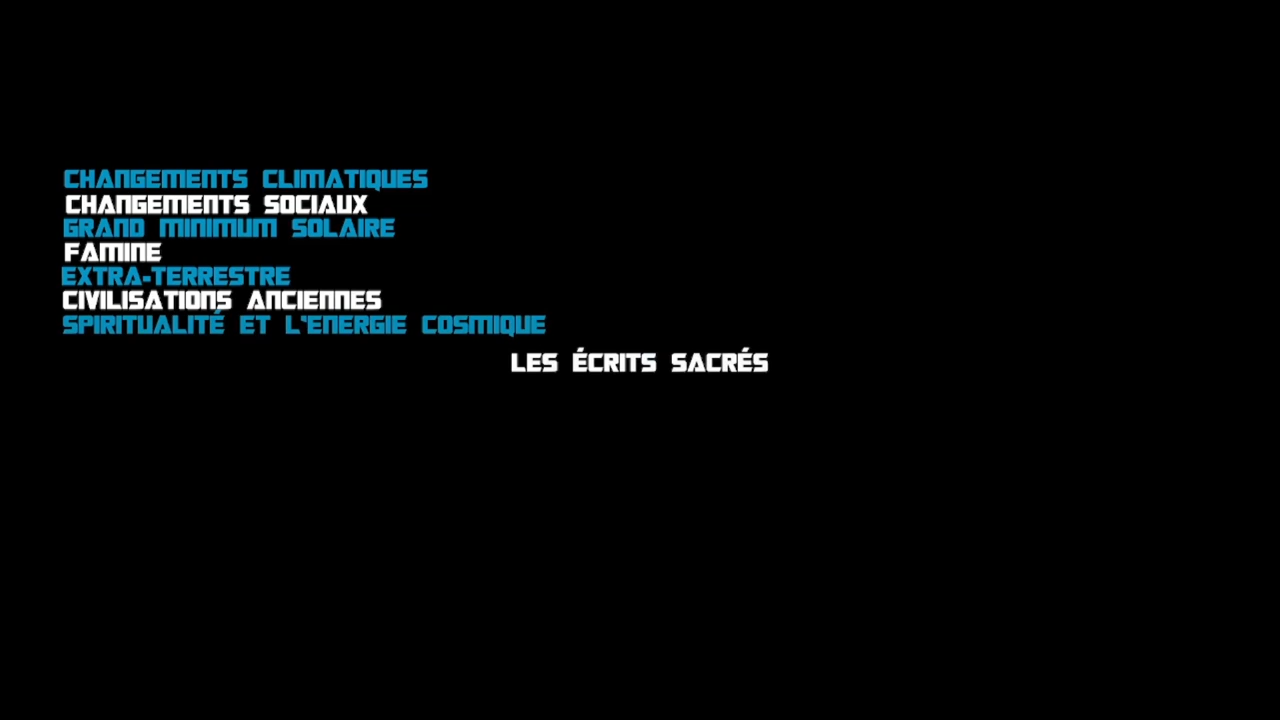 CHANGEMENTS CLIMATIQUES
CHANGEMENTS SOCIAUX
GRAND MINIMUM SOLAIRE
FAMINE
EXTRA-TERRESTRE
CIVILISATIONS ANCIENNES
SPIRITUALITÉ ET L'ENERGIE COSMIQUE
LES ÉCRITS SACRÉS